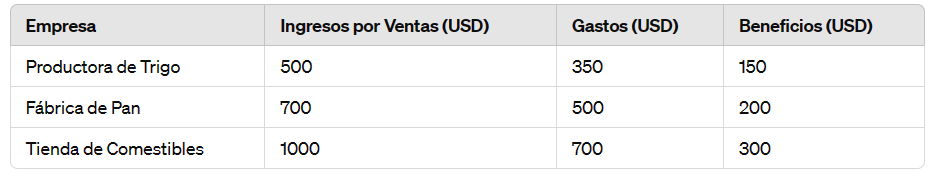 Empresa Ingresos por Ventas (USD) Gastos (USD) Beneficios (USD)
Productora de Trigo 500 350 150
Fábrica de Pan 700 500 200
Tienda de Comestibles 1000 700 300